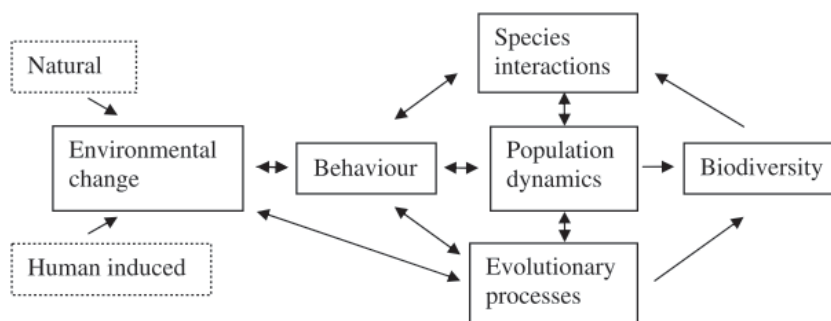 Species
interactions
Natural
Environmental
change
Behaviour
Population
dynamics
Biodiversity
Human induced
Evolutionary
processes